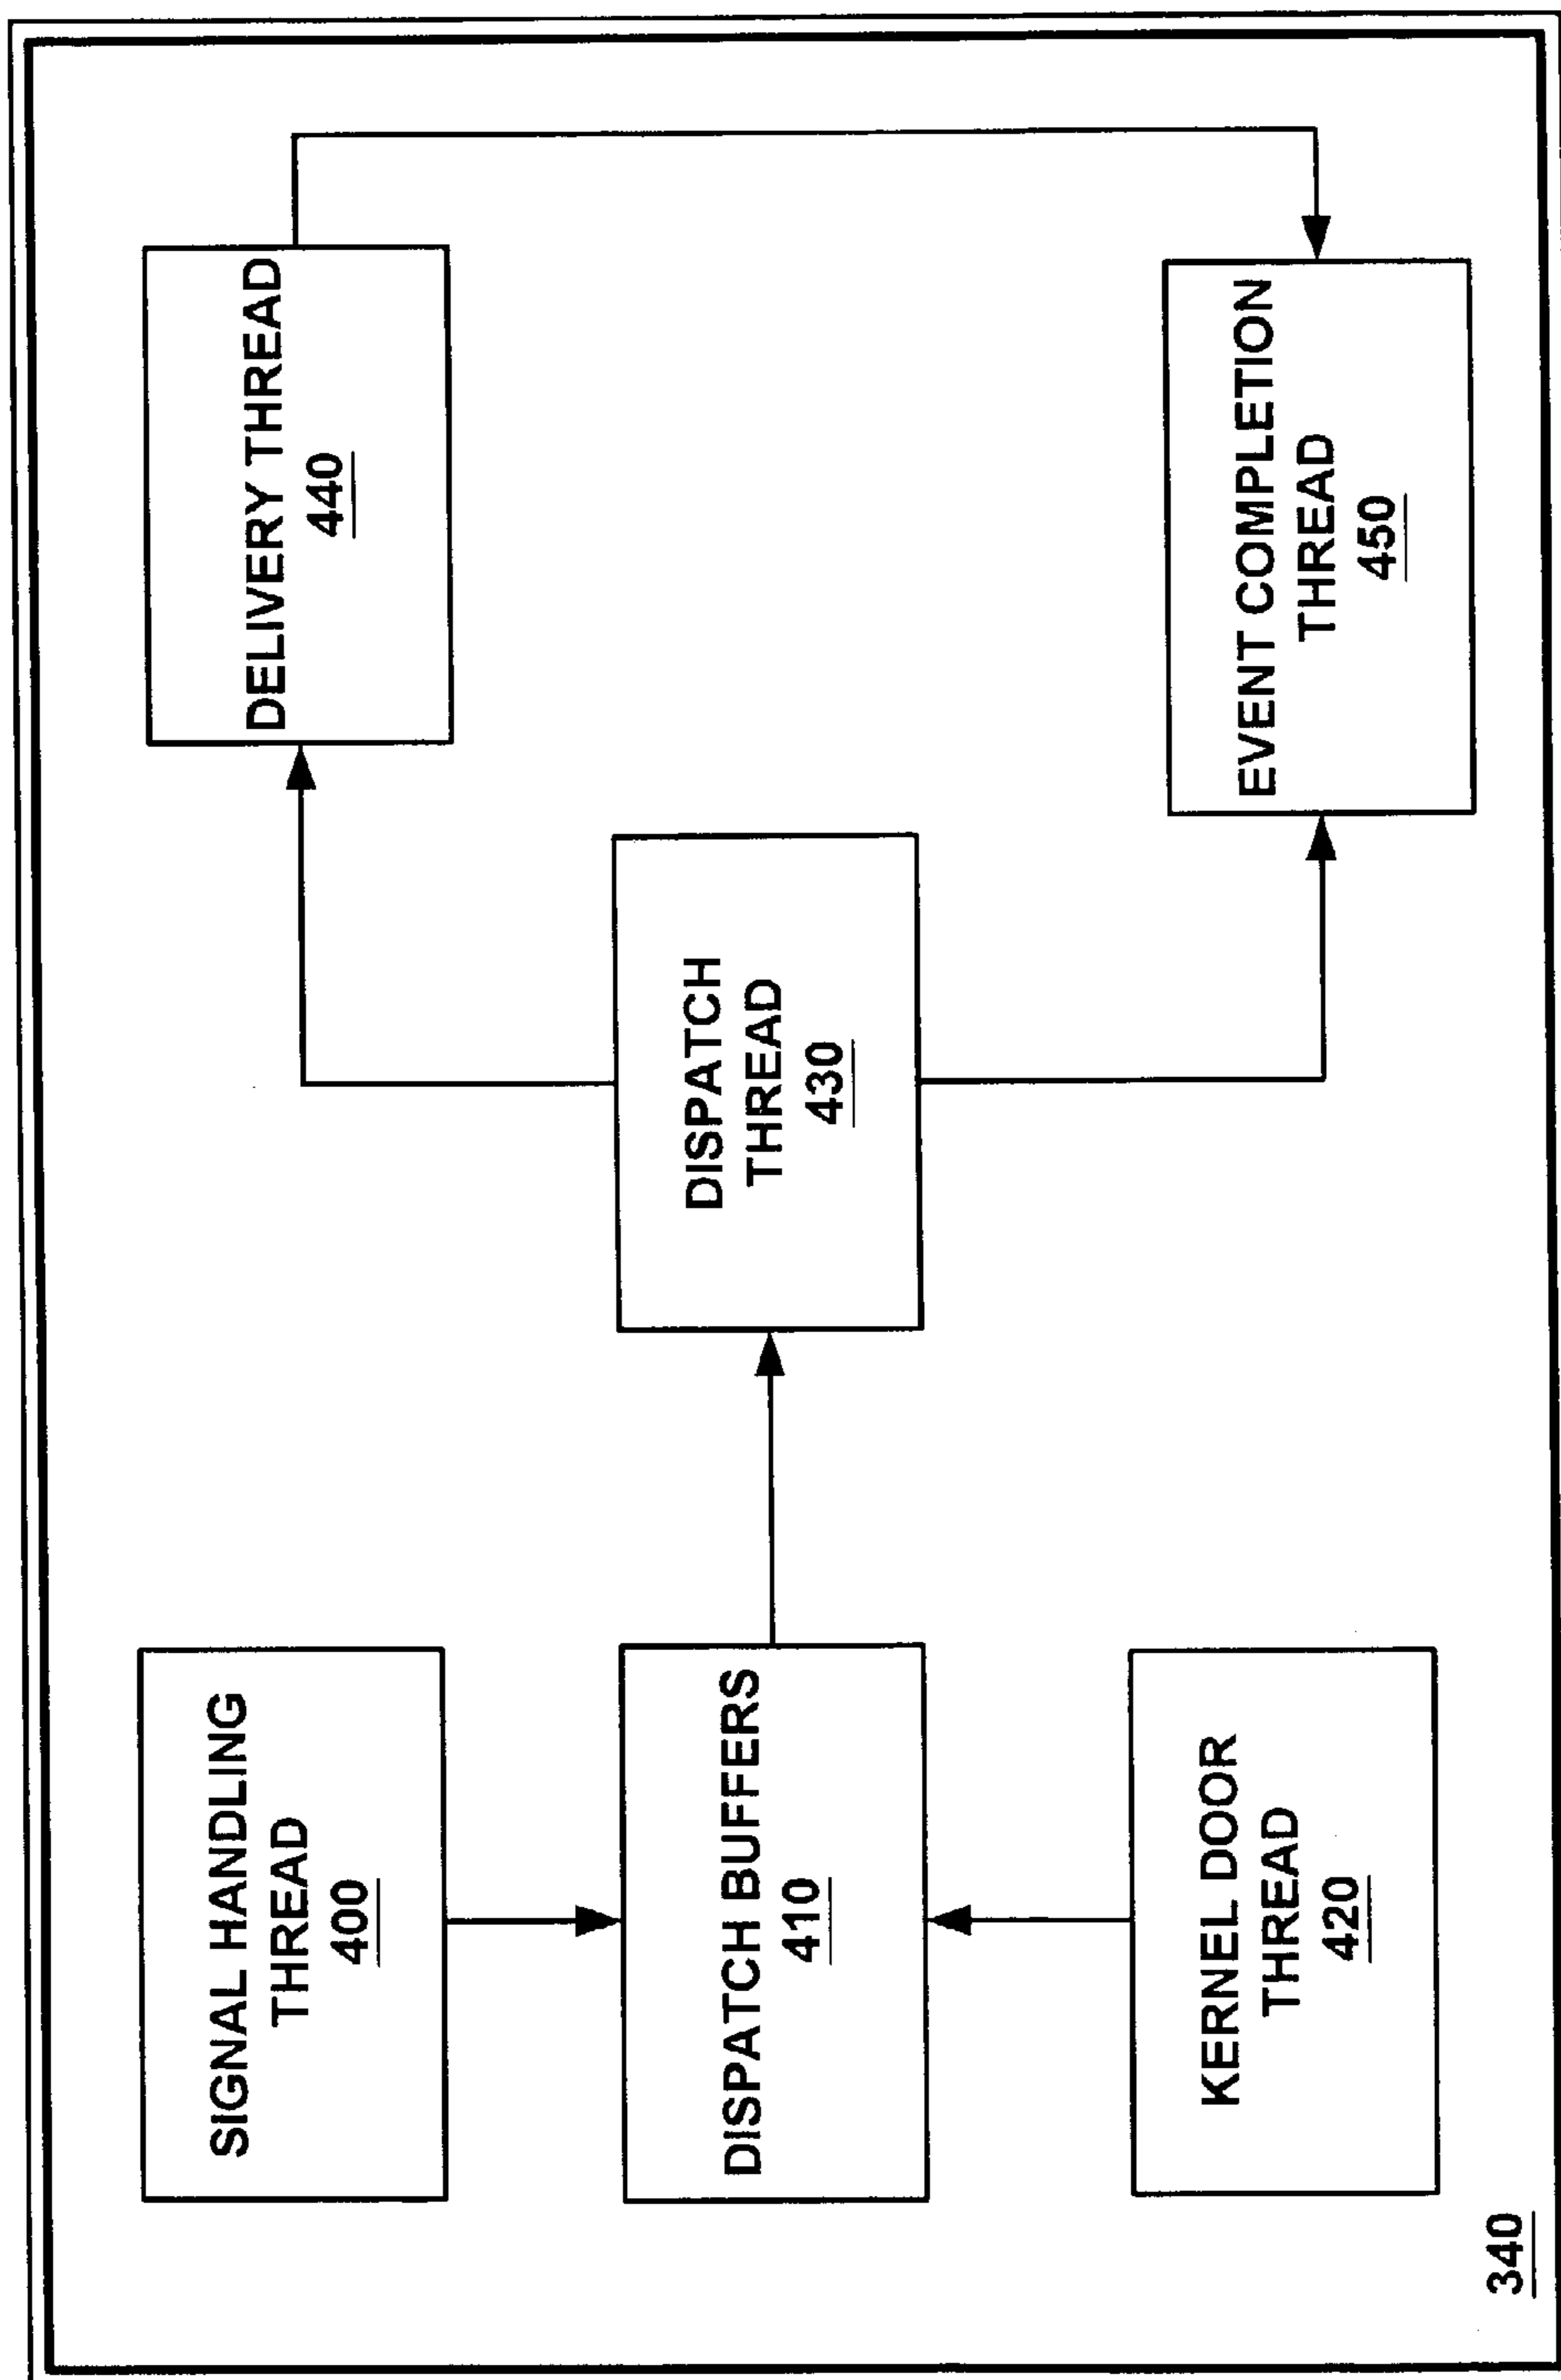 SIGNAL HANDLING
THREAD
400
DISPATCH BUFFERS
410
KERNEL DOOR
THREAD
420
DISPATCH
THREAD
430
DELIVERY THREAD
440
EVENT COMPLETION
THREAD
450
340